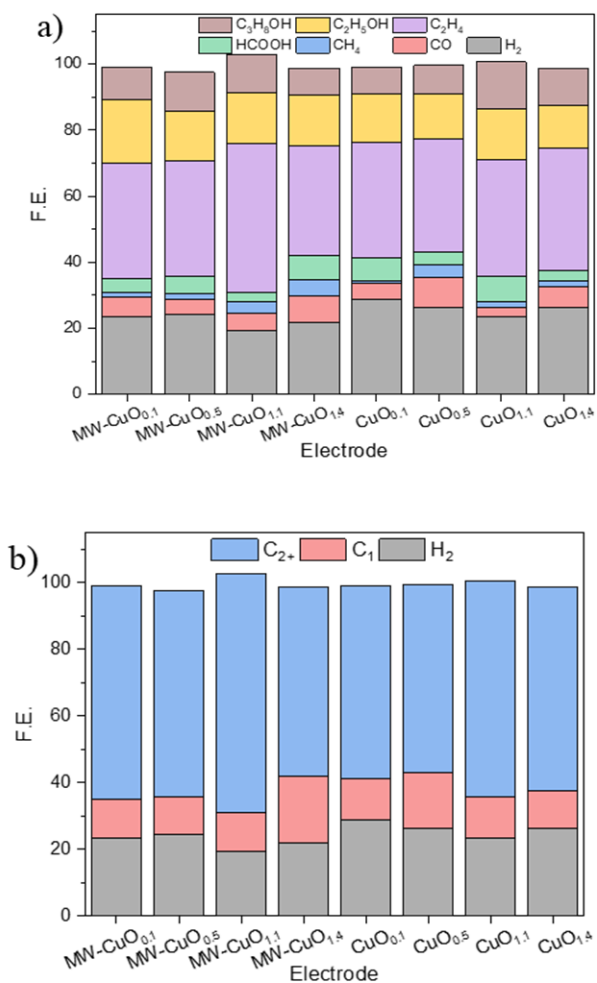 a)
C₃H₈OH C₂H₅OH C₂H₄
HCOOH CH₄ CO H₂
100
80
60
40
20
0
F.E.
MW-CuO₀.₁ MW-CuO₀.₅ MW-CuO₁.₁ MW-CuO₁.₄ CuO₀.₁ CuO₀.₅ CuO₁.₁ CuO₁.₄
Electrode
b)
C₂₊ C₁ H₂
100
80
60
40
20
0
F.E.
MW-CuO₀.₁ MW-CuO₀.₅ MW-CuO₁.₁ MW-CuO₁.₄ CuO₀.₁ CuO₀.₅ CuO₁.₁ CuO₁.₄
Electrode